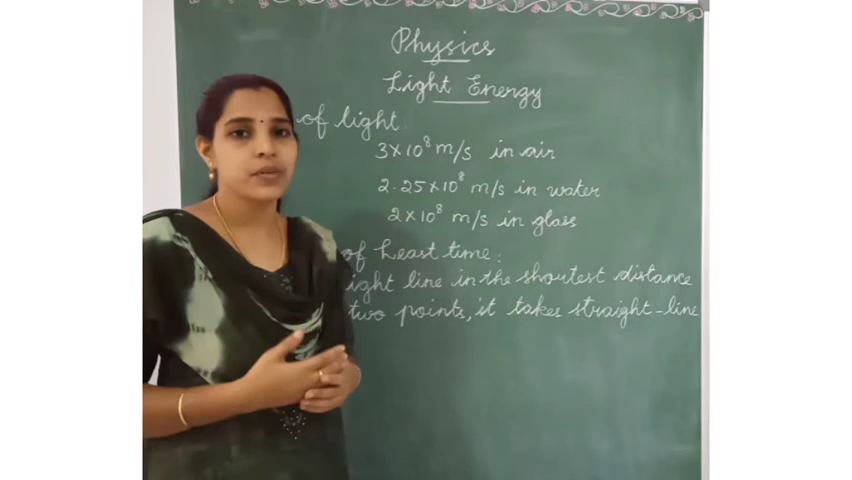 Physics
Light Energy
of light
3×10⁸ m/s in air
2.25×10⁸ m/s in water
2×10⁸ m/s in glass
of Least time:
ight line in the shortest distance
two points, it takes straight-line